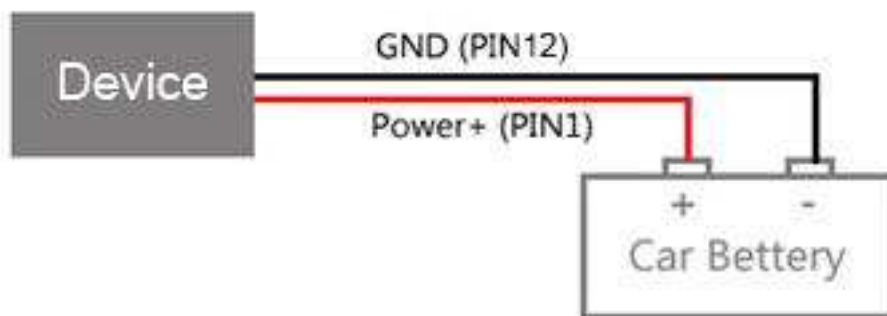 GND (PIN12)
Device
Power+ (PIN1)
+ -
Car Bettery